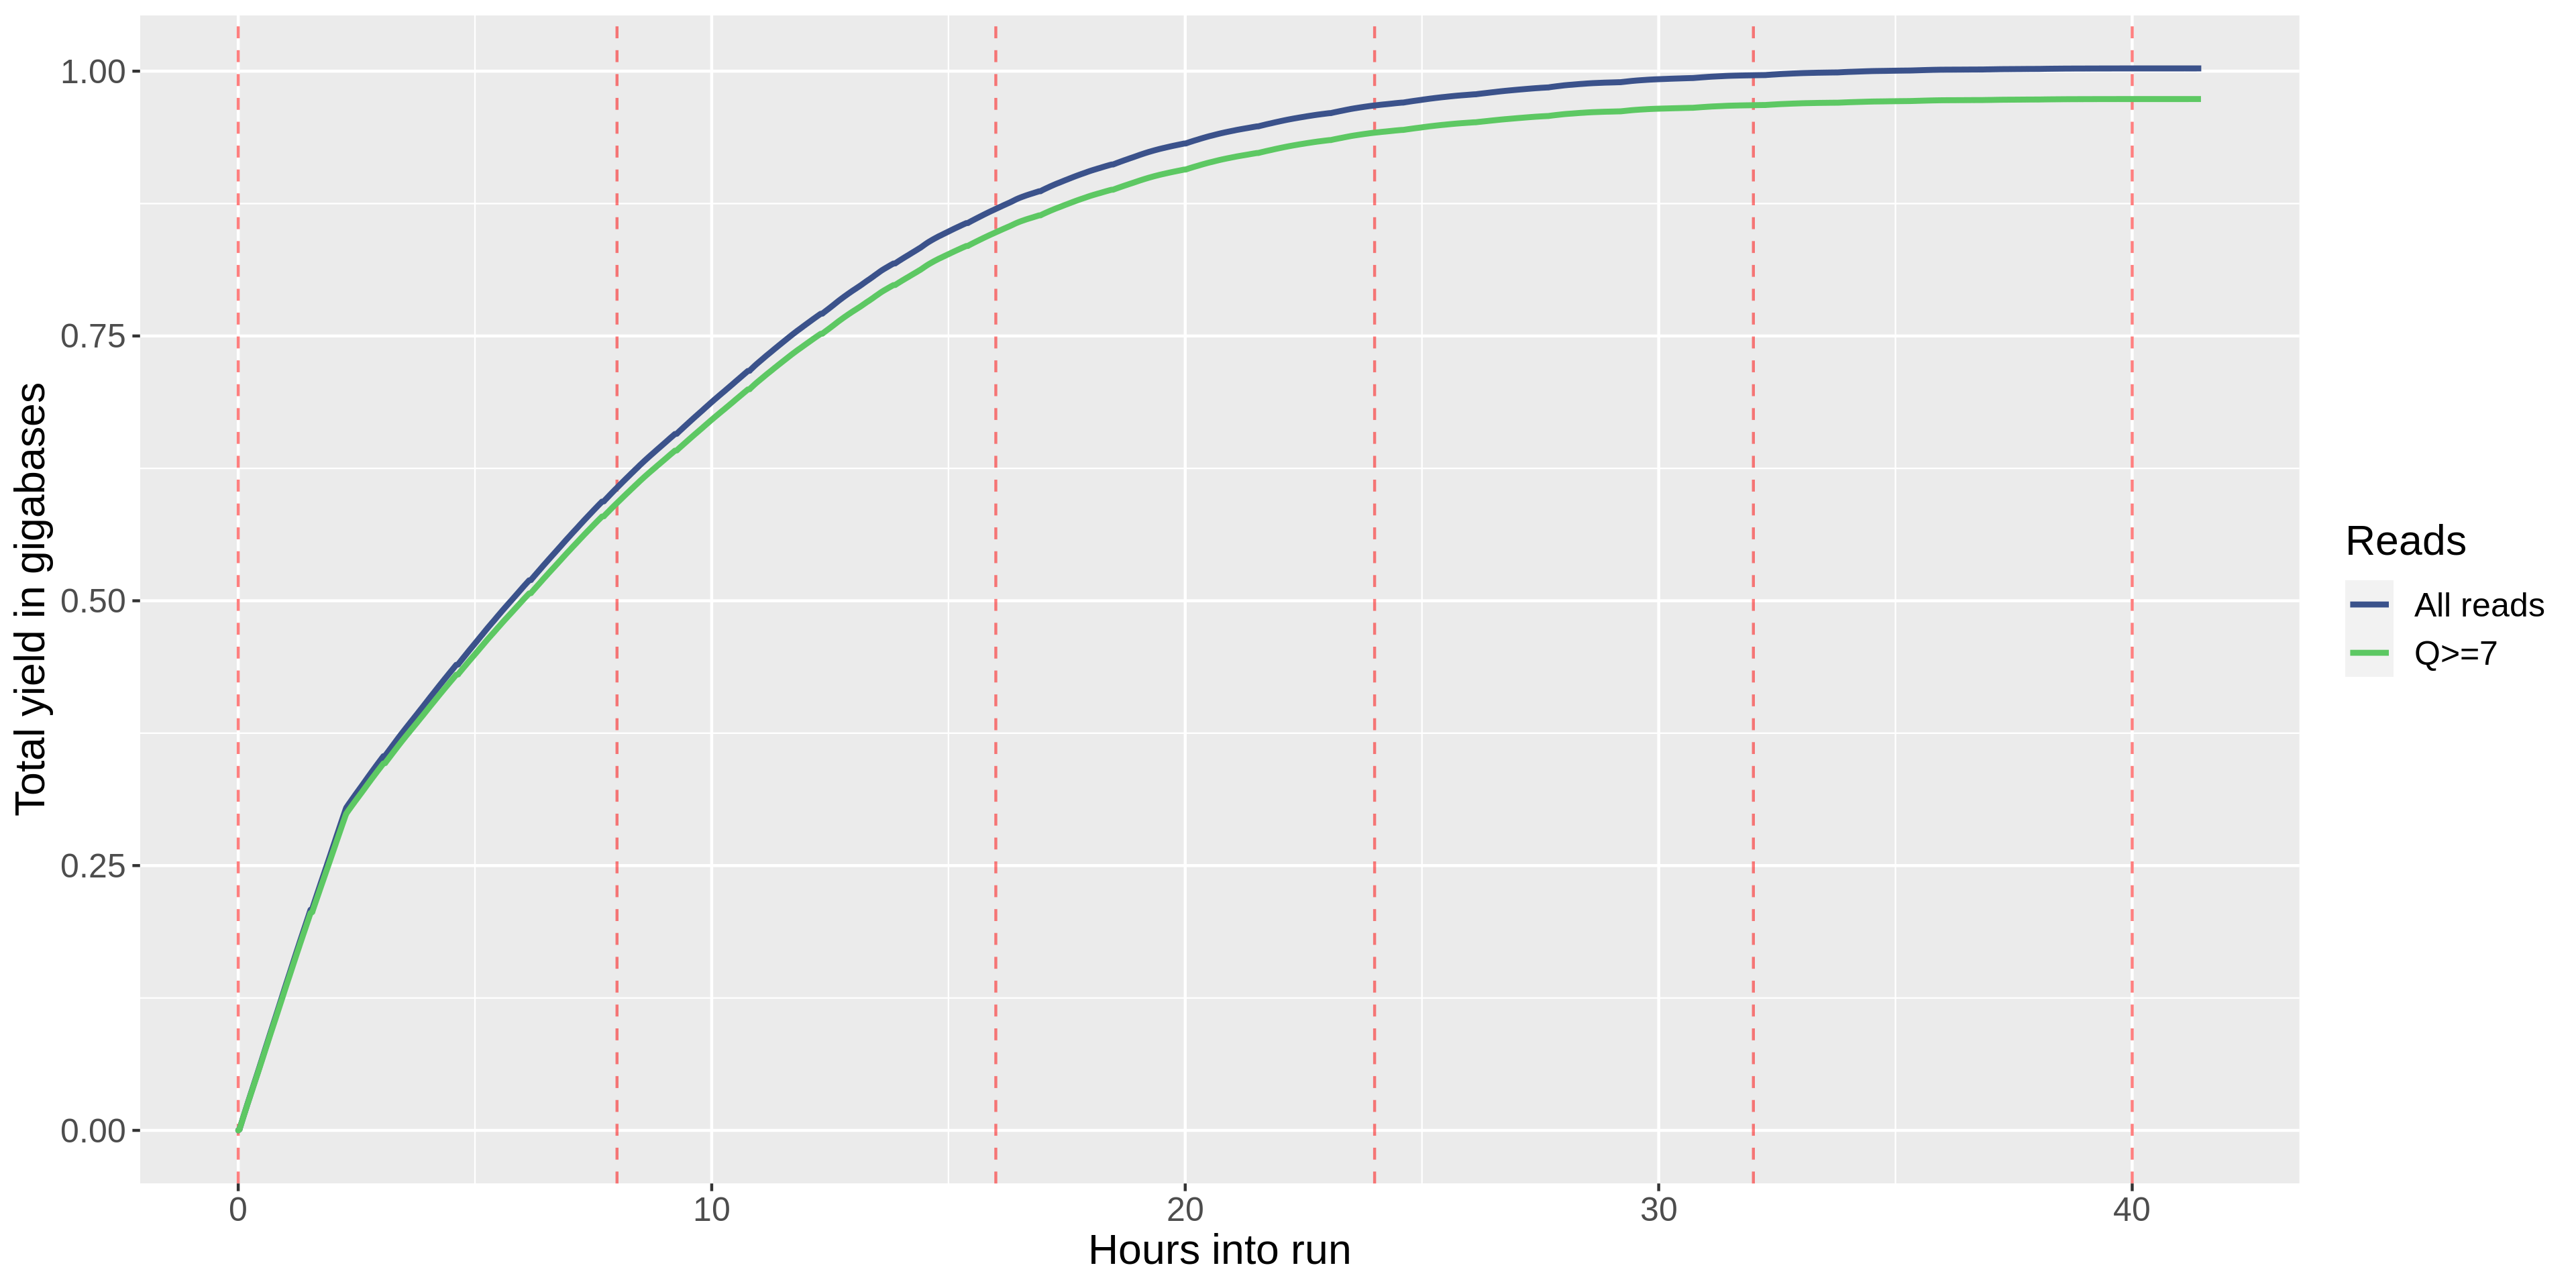 Total yield in gigabases
1.00
0.75
0.50
0.25
0.00
0 10 20 30 40
Hours into run
Reads
All reads
Q>=7